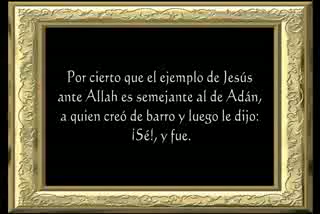 Por cierto que el ejemplo de Jesús
ante Allah es semejante al de Adán,
a quien creó de barro y luego le dijo:
¡Sé!, y fue.